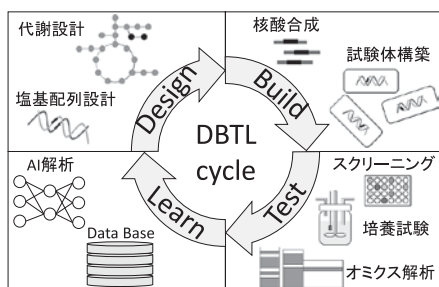 代謝設計
塩基配列設計
核酸合成
試験体構築
Design
Build
DBTL
cycle
Learn
Test
AI解析
Data Base
スクリーニング
培養試験
オミクス解析